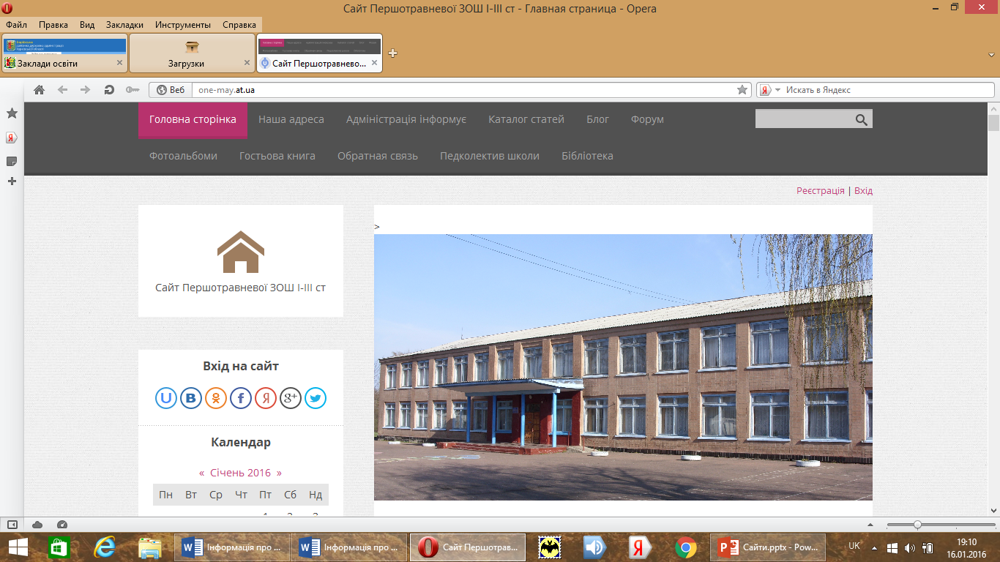 Сайт Першотравневої ЗОШ І-ІІІ ст - Главная страница - Opera
Файл Правка Вид Закладки Инструменты Справка
Заклади освіти Загрузки Сайт Першотравнево...
Веб one-may.at.ua Искать в Яндекс
Головна сторінка Наша адреса Адміністрація інформує Каталог статей Блог Форум
Фотоальбоми Гостьова книга Обратная связь Педколектив школи Бібліотека
Реєстрація | Вхід
>
Сайт Першотравневої ЗОШ І-ІІІ ст
Вхід на сайт
Календар
« Січень 2016 »
Пн Вт Ср Чт Пт Сб Нд
1 2 3
Інформація про ... Інформація про ... Сайт Першотрав... Сайти.pptx - Pow... UK 19:10
16.01.2016